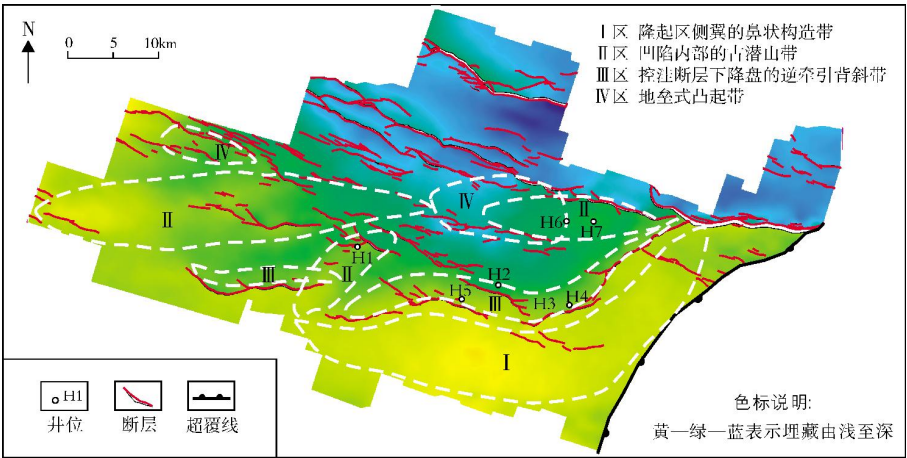 N
0 5 10km
Ⅰ区 隆起区侧翼的鼻状构造带
Ⅱ区 凹陷内部的古潜山带
Ⅲ区 控洼断层下降盘的逆牵引背斜带
Ⅳ区 地垒式凸起带
Ⅳ
Ⅳ
Ⅱ
Ⅱ
H6
H7
H1
Ⅲ
Ⅱ
H2
H5
Ⅲ
H3
H4
Ⅰ
H1
井位
断层
超覆线
色标说明:
黄—绿—蓝表示埋藏由浅至深